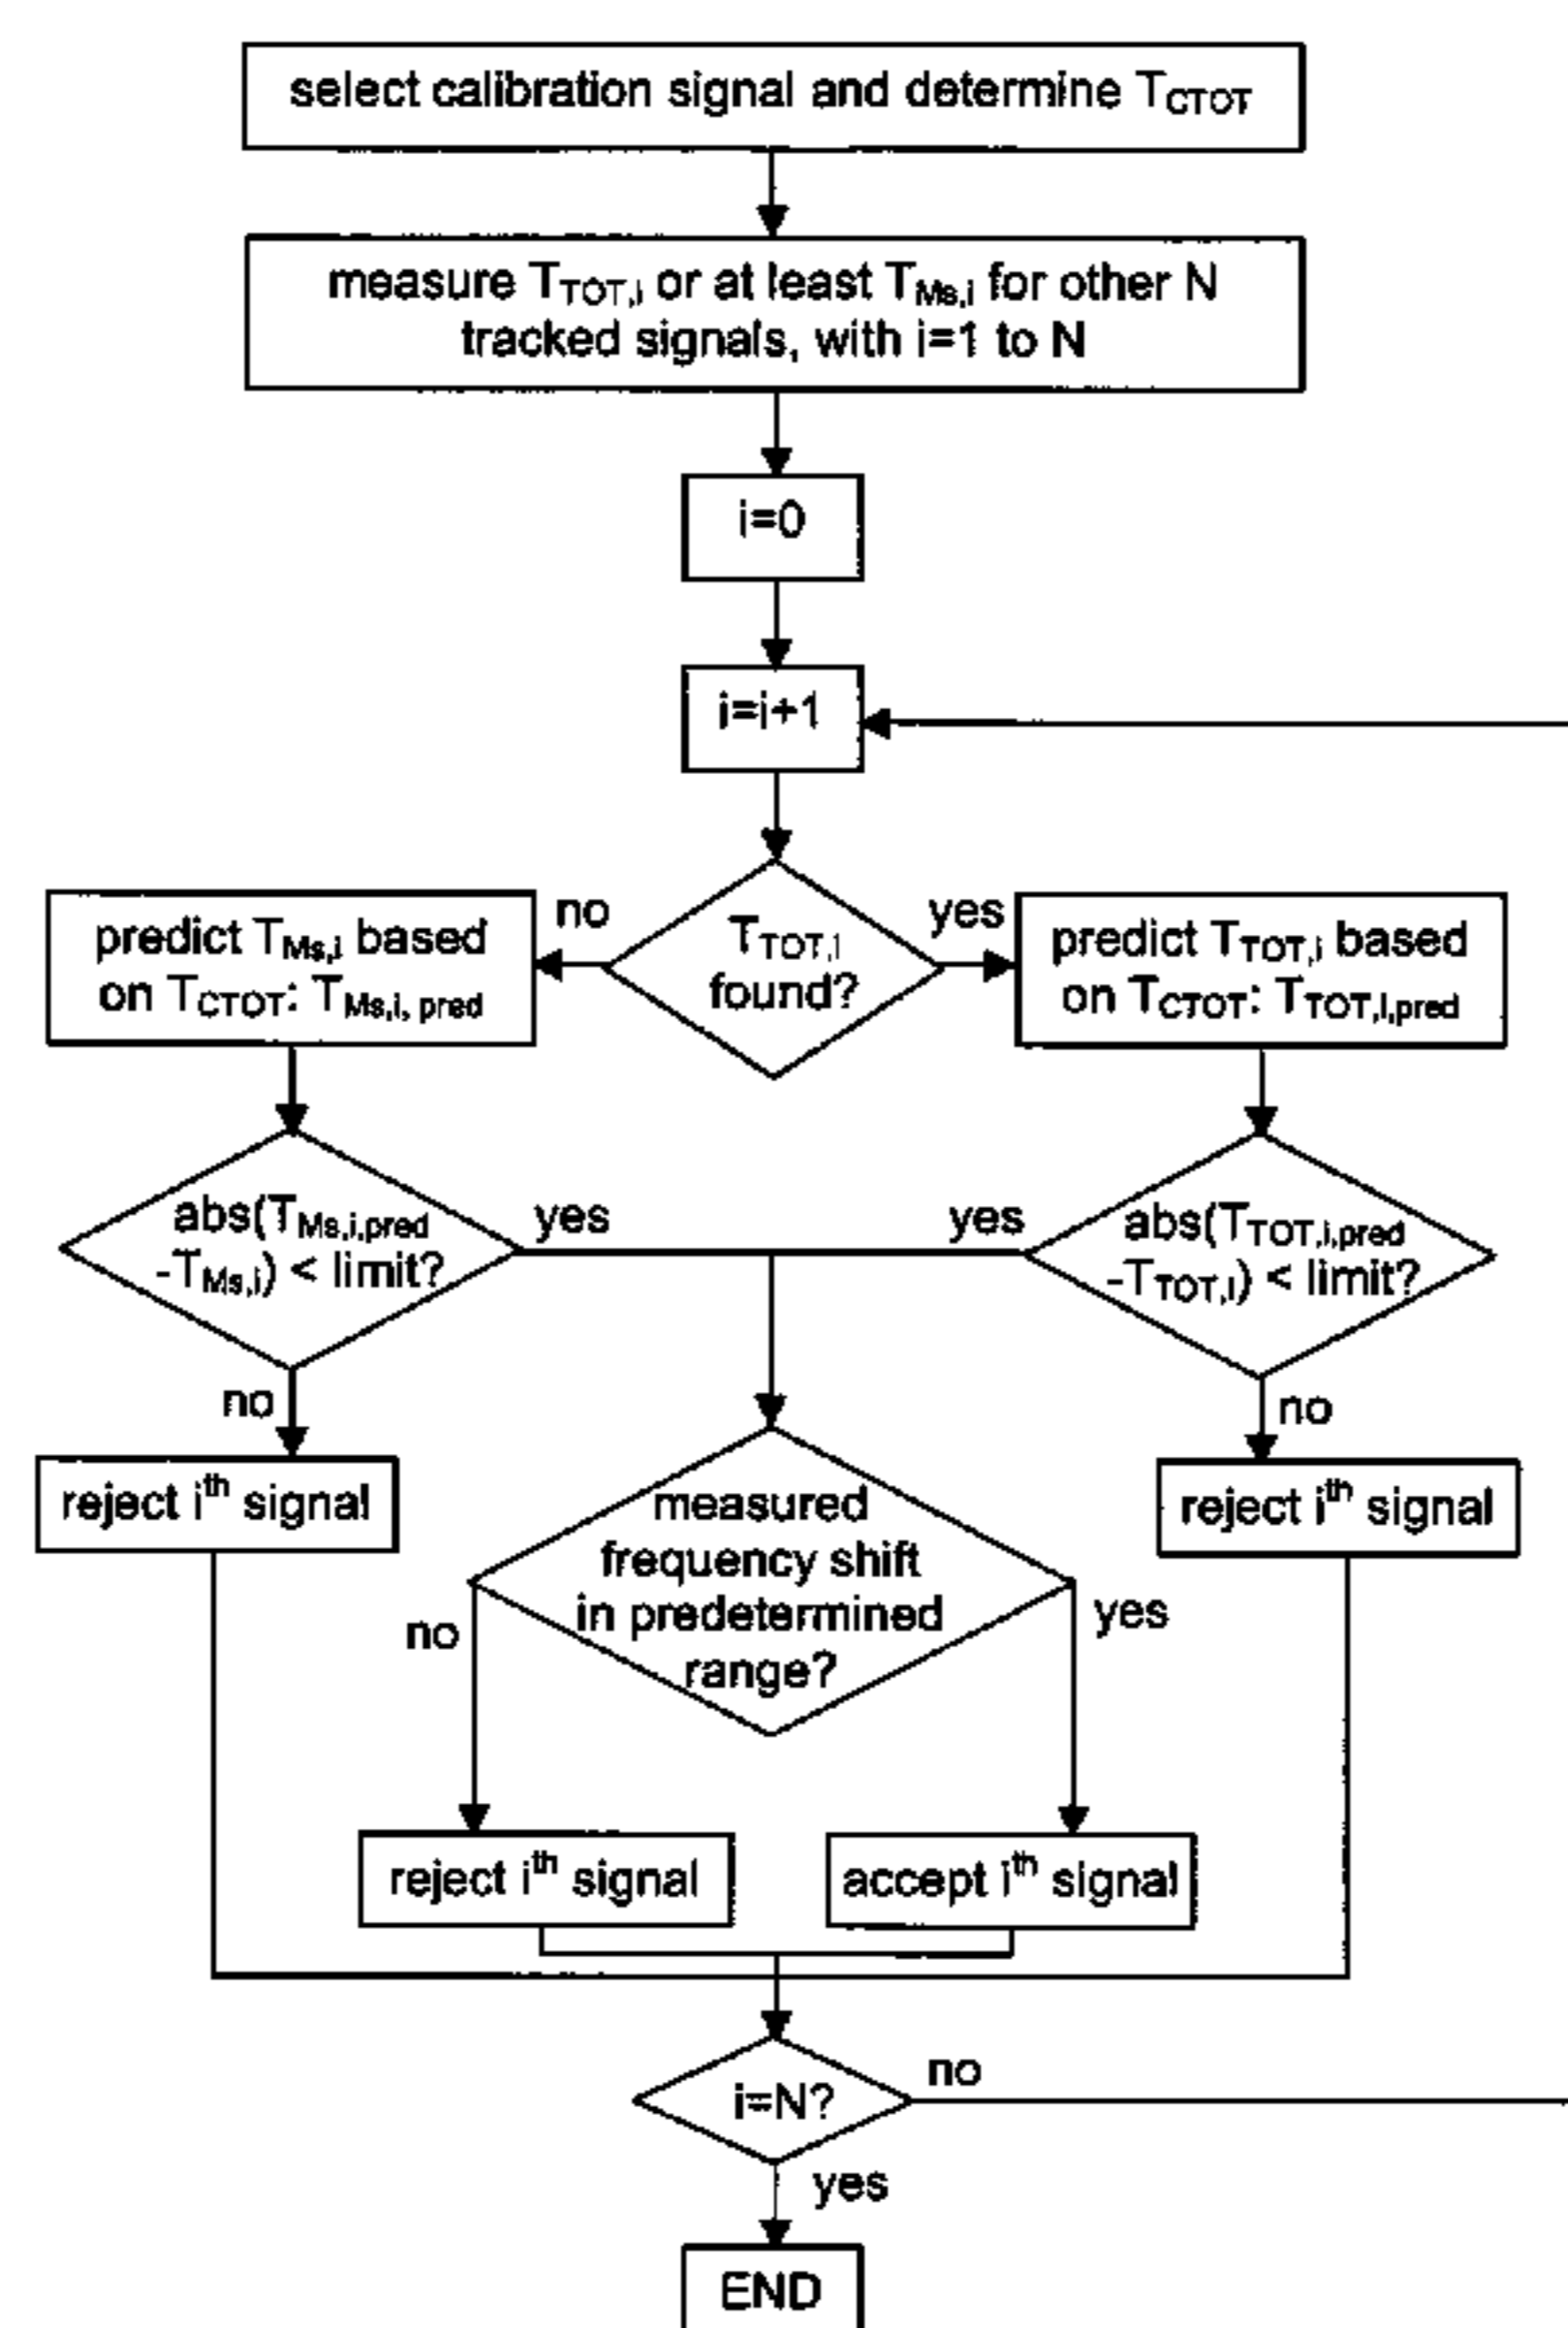 select calibration signal and determine TCTOT
measure TTOT,i or at least TMs,i for other N
tracked signals, with i=1 to N
i=0
i=i+1
no
TTOT,i
found?
yes
predict TMs,i based
on TCTOT: TMs,i, pred
predict TTOT,i based
on TCTOT: TTOT,i,pred
abs(TMs,i,pred
-TMs,i) < limit?
yes
yes
abs(TTOT,i,pred
-TTOT,i) < limit?
no
no
reject ith signal
reject ith signal
measured
frequency shift
in predetermined
range?
no
yes
reject ith signal
accept ith signal
i=N?
no
yes
END